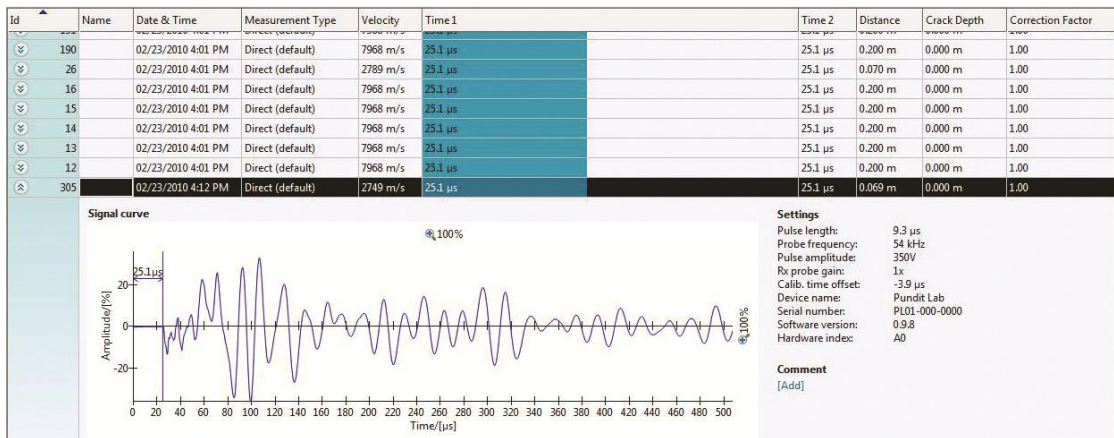 Id Name Date & Time Measurement Type Velocity Time 1 Time 2 Distance Crack Depth Correction Factor
190 02/23/2010 4:01 PM Direct (default) 7968 m/s 25.1 µs 25.1 µs 0.200 m 0.000 m 1.00
26 02/23/2010 4:01 PM Direct (default) 2789 m/s 25.1 µs 25.1 µs 0.070 m 0.000 m 1.00
16 02/23/2010 4:01 PM Direct (default) 7968 m/s 25.1 µs 25.1 µs 0.200 m 0.000 m 1.00
15 02/23/2010 4:01 PM Direct (default) 7968 m/s 25.1 µs 25.1 µs 0.200 m 0.000 m 1.00
14 02/23/2010 4:01 PM Direct (default) 7968 m/s 25.1 µs 25.1 µs 0.200 m 0.000 m 1.00
13 02/23/2010 4:01 PM Direct (default) 7968 m/s 25.1 µs 25.1 µs 0.200 m 0.000 m 1.00
12 02/23/2010 4:01 PM Direct (default) 7968 m/s 25.1 µs 25.1 µs 0.200 m 0.000 m 1.00
305 02/23/2010 4:12 PM Direct (default) 2749 m/s 25.1 µs 25.1 µs 0.069 m 0.000 m 1.00
Signal curve
100%
25.1µs
20
0
-20
Amplitude/[%]
100%
0 20 40 60 80 100 120 140 160 180 200 220 240 260 280 300 320 340 360 380 400 420 440 460 480 500
Time/[µs]
Settings
Pulse length: 9.3 µs
Probe frequency: 54 kHz
Pulse amplitude: 350V
Rx probe gain: 1x
Calib. time offset: -3.9 µs
Device name: Pundit Lab
Serial number: PL01-000-0000
Software version: 0.9.8
Hardware index: A0
Comment
[Add]